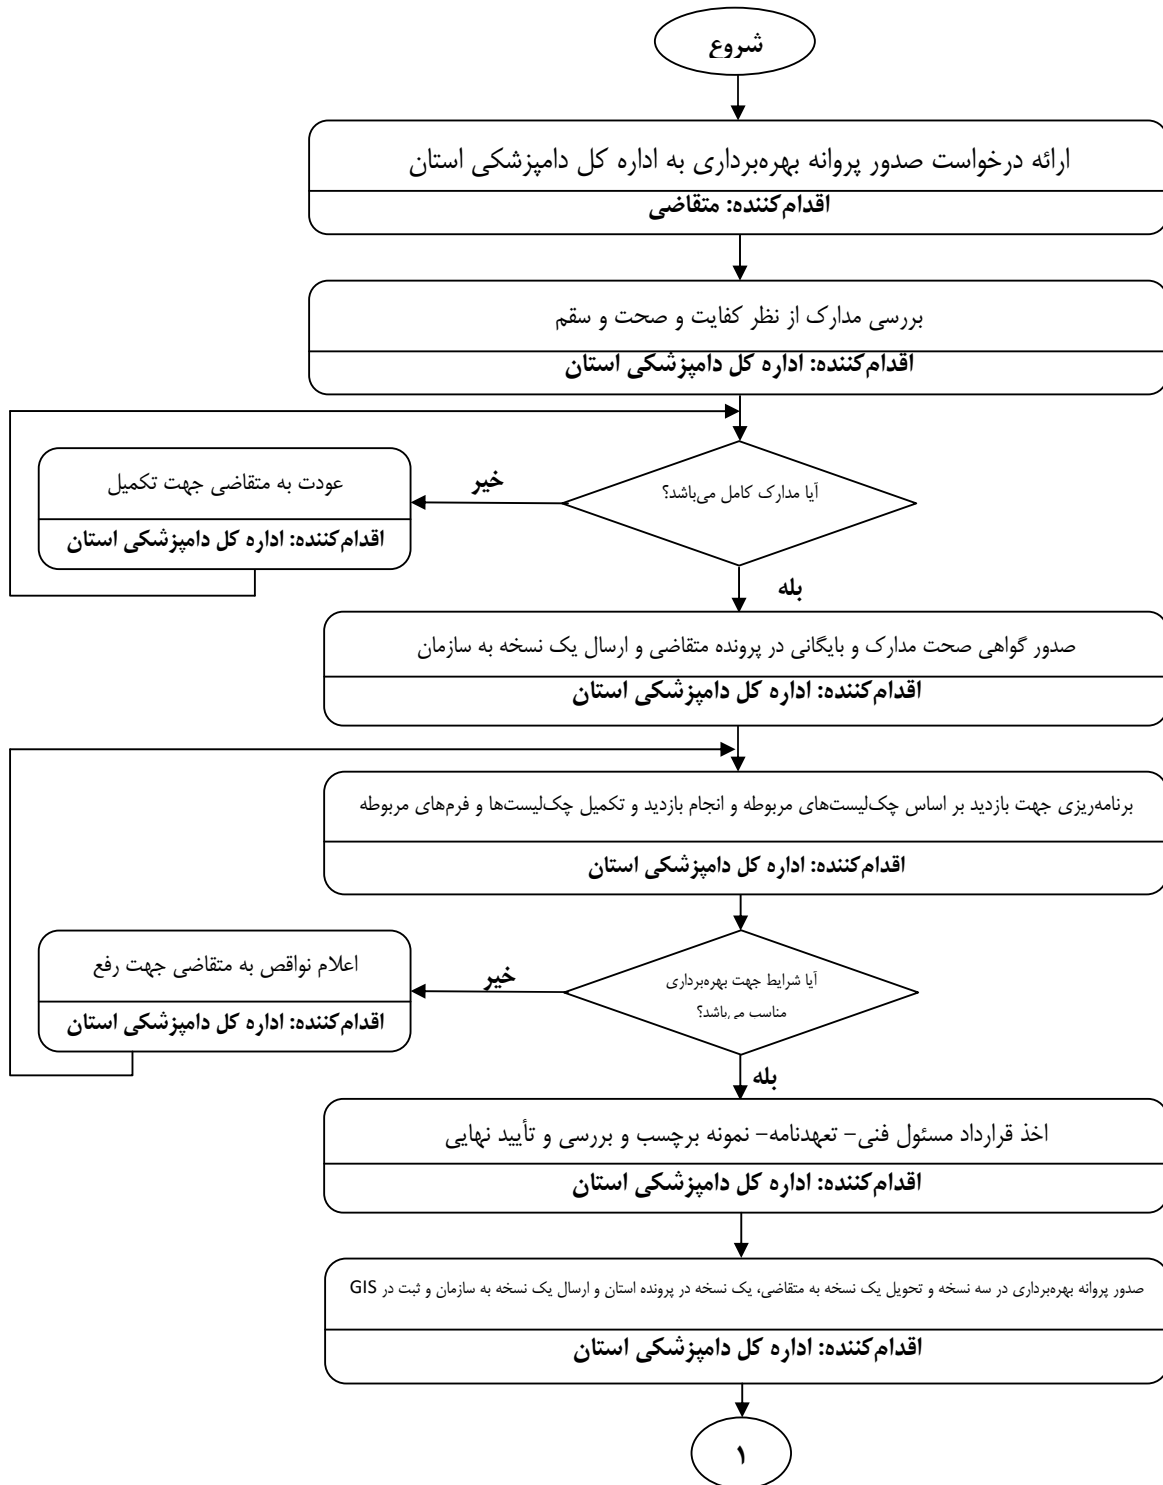 شروع
ارائه درخواست صدور پروانه بهره‌برداری به اداره کل دامپزشکی استان
اقدام‌کننده: متقاضی
بررسی مدارک از نظر کفایت و صحت و سقم
اقدام‌کننده: اداره کل دامپزشکی استان
آیا مدارک کامل می‌باشد؟
خیر
عودت به متقاضی جهت تکمیل
اقدام‌کننده: اداره کل دامپزشکی استان
بله
صدور گواهی صحت مدارک و بایگانی در پرونده متقاضی و ارسال یک نسخه به سازمان
اقدام‌کننده: اداره کل دامپزشکی استان
برنامه‌ریزی جهت بازدید بر اساس چک‌لیست‌های مربوطه و انجام بازدید و تکمیل چک‌لیست‌ها و فرم‌های مربوطه
اقدام‌کننده: اداره کل دامپزشکی استان
آیا شرایط جهت بهره‌برداری
مناسب می‌باشد؟
خیر
اعلام نواقص به متقاضی جهت رفع
اقدام‌کننده: اداره کل دامپزشکی استان
بله
اخذ قرارداد مسئول فنی- تعهدنامه- نمونه برچسب و بررسی و تأیید نهایی
اقدام‌کننده: اداره کل دامپزشکی استان
صدور پروانه بهره‌برداری در سه نسخه و تحویل یک نسخه به متقاضی، یک نسخه در پرونده استان و ارسال یک نسخه به سازمان و ثبت در GIS
اقدام‌کننده: اداره کل دامپزشکی استان
۱